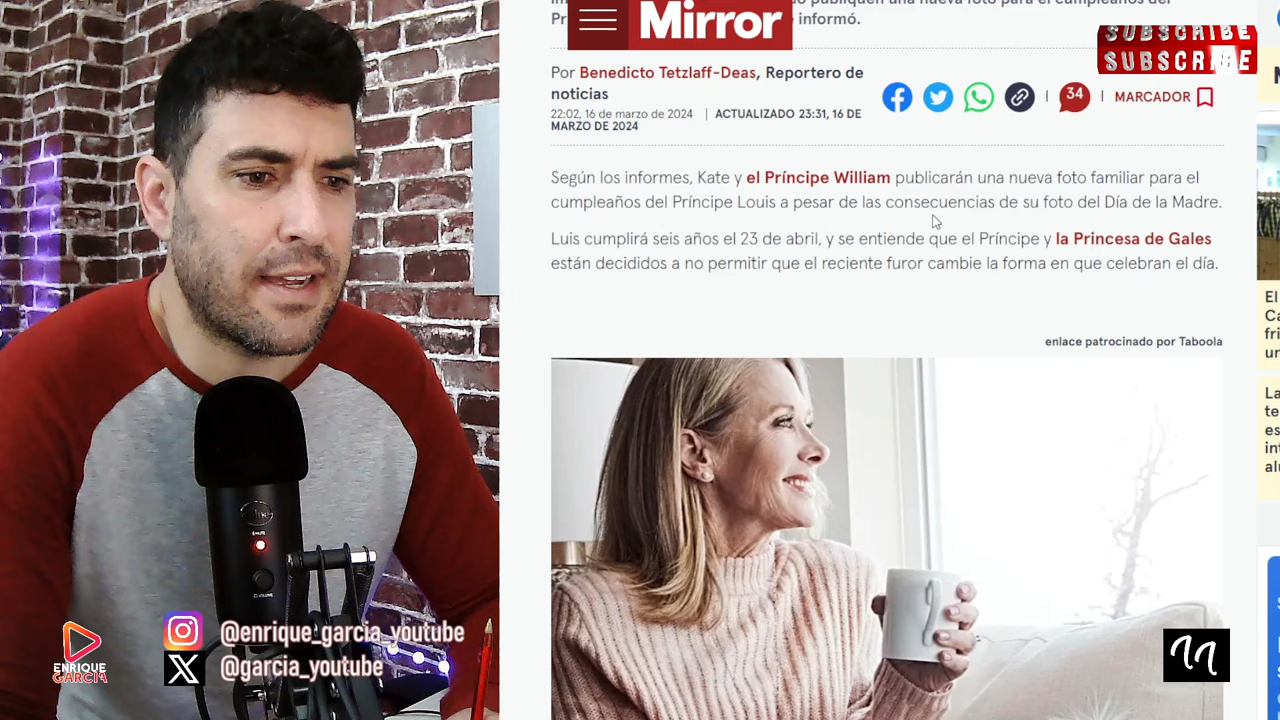 Mirror
informó.
SUBSCRIBE
SUBSCRIBE
Por Benedicto Tetzlaff-Deas, Reportero de
noticias
22:02, 16 de marzo de 2024 | ACTUALIZADO 23:31, 16 DE
MARZO DE 2024
34
MARCADOR
Según los informes, Kate y el Príncipe William publicarán una nueva foto familiar para el
cumpleaños del Príncipe Louis a pesar de las consecuencias de su foto del Día de la Madre.
Luis cumplirá seis años el 23 de abril, y se entiende que el Príncipe y la Princesa de Gales
están decididos a no permitir que el reciente furor cambie la forma en que celebran el día.
enlace patrocinado por Taboola
El
La
@enrique_garcia_youtube
@garcia_youtube
ENRIQUE
GARCIA